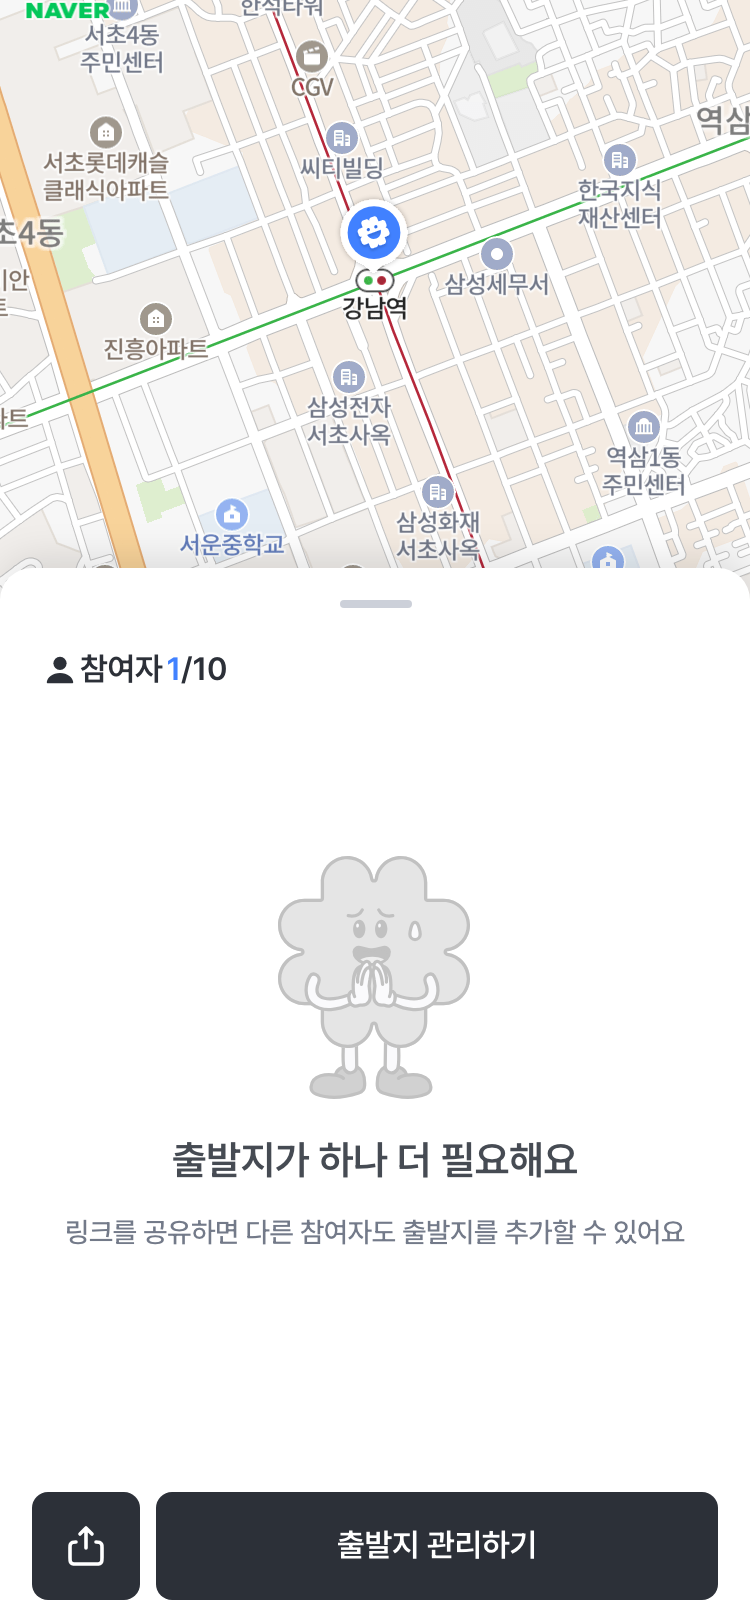 NAVER
한석타워
서초4동
주민센터
CGV
역삼
서초롯데캐슬
클래식아파트
씨티빌딩
한국지식
재산센터
초4동
삼성세무서
강남역
진흥아파트
삼성전자
서초사옥
역삼1동
주민센터
삼성화재
서초사옥
서운중학교
참여자 1/10
출발지가 하나 더 필요해요
링크를 공유하면 다른 참여자도 출발지를 추가할 수 있어요
출발지 관리하기